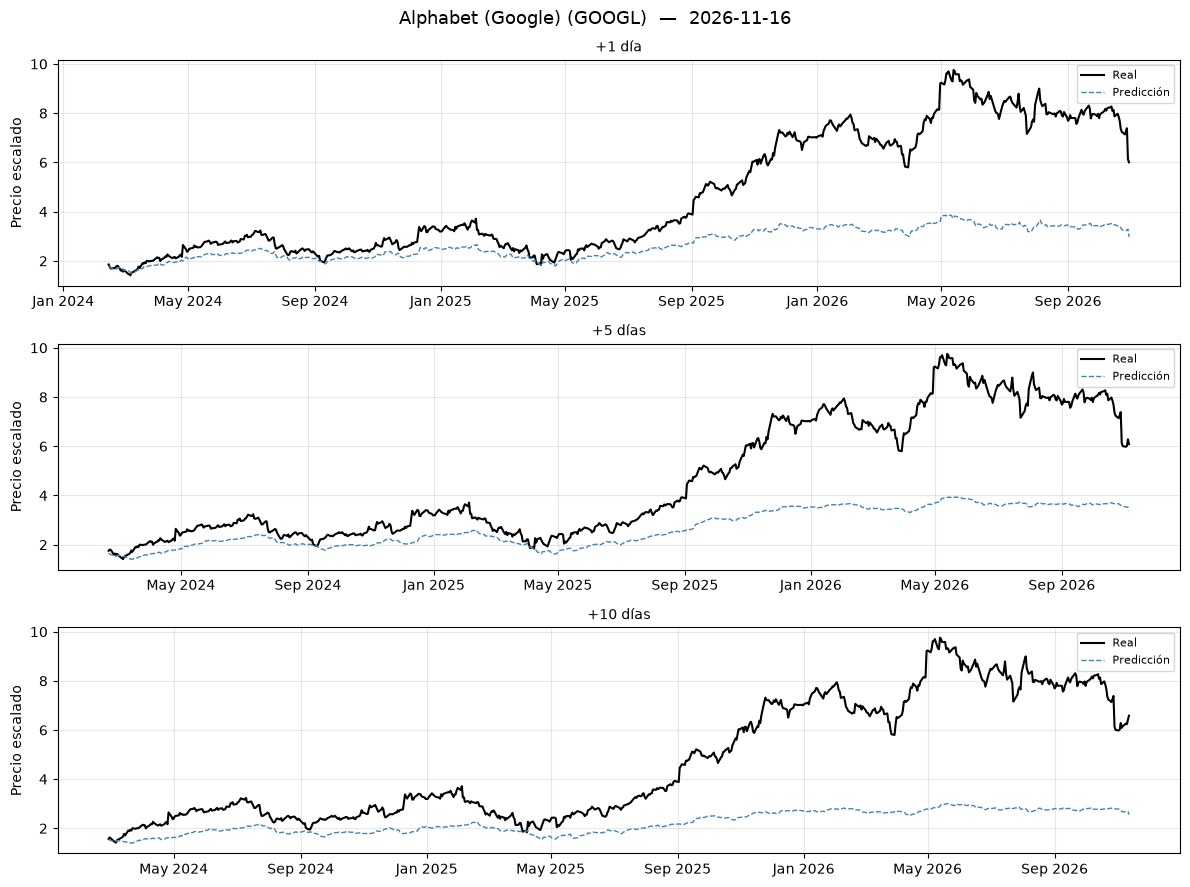 Alphabet (Google) (GOOGL) — 2026-11-16
+1 día
Precio escalado
10
8
6
4
2
Real
Predicción
Jan 2024 May 2024 Sep 2024 Jan 2025 May 2025 Sep 2025 Jan 2026 May 2026 Sep 2026
+5 días
Precio escalado
10
8
6
4
2
Real
Predicción
May 2024 Sep 2024 Jan 2025 May 2025 Sep 2025 Jan 2026 May 2026 Sep 2026
+10 días
Precio escalado
10
8
6
4
2
Real
Predicción
May 2024 Sep 2024 Jan 2025 May 2025 Sep 2025 Jan 2026 May 2026 Sep 2026